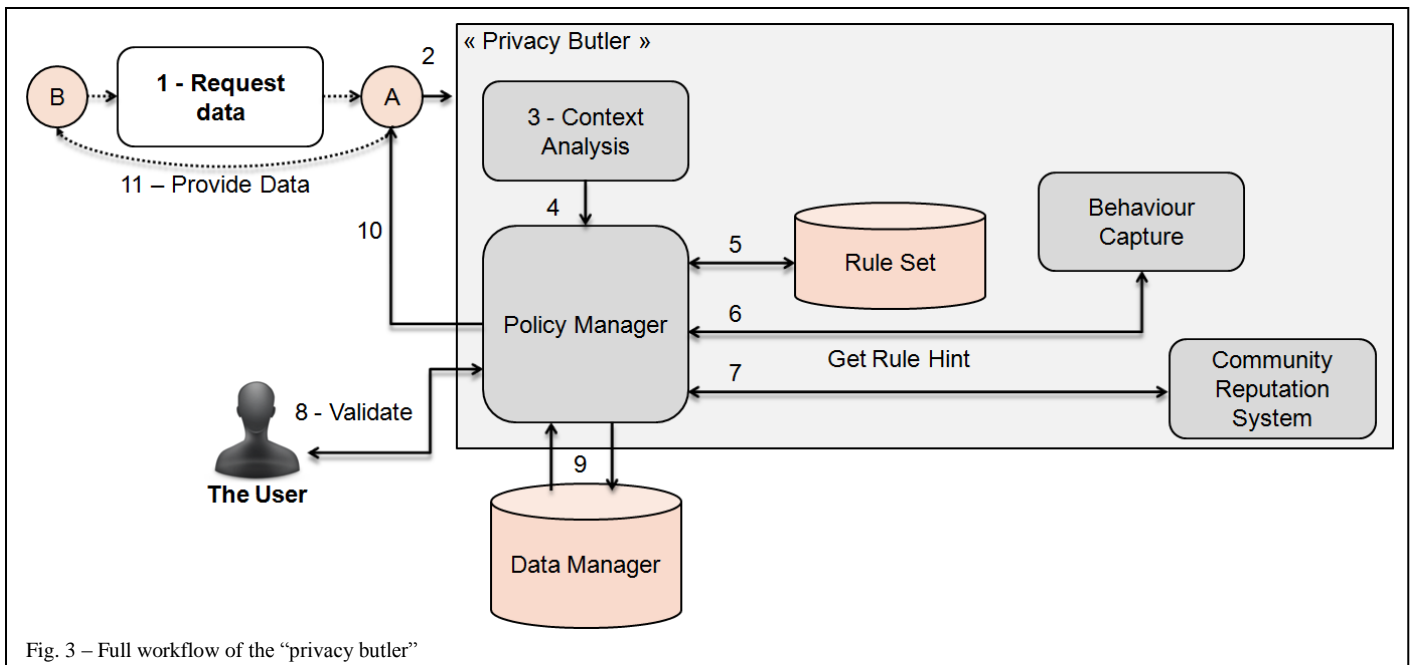 « Privacy Butler »
2
B
1 - Request
data
A
3 - Context
Analysis
11 – Provide Data
4
10
Behaviour
Capture
5
Rule Set
6
Policy Manager
Get Rule Hint
7
Community
Reputation
System
8 - Validate
The User
9
Data Manager
Fig. 3 – Full workflow of the “privacy butler”